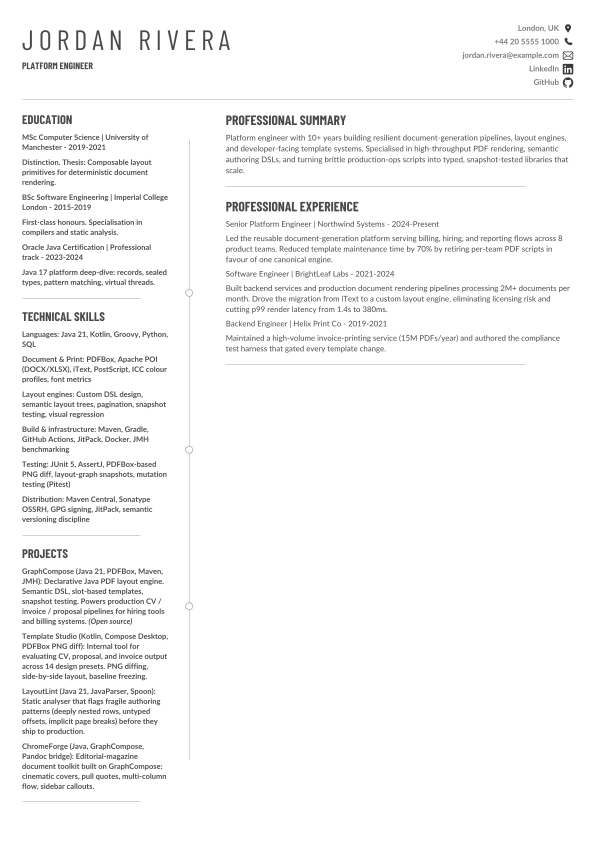 JORDAN RIVERA
PLATFORM ENGINEER
London, UK
+44 20 5555 1000
jordan.rivera@example.com
LinkedIn
GitHub
EDUCATION
MSc Computer Science | University of
Manchester - 2019-2021
Distinction. Thesis: Composable layout
primitives for deterministic document
rendering.
BSc Software Engineering | Imperial College
London - 2015-2019
First-class honours. Specialisation in
compilers and static analysis.
Oracle Java Certification | Professional
track - 2023-2024
Java 17 platform deep-dive: records, sealed
types, pattern matching, virtual threads.
TECHNICAL SKILLS
Languages: Java 21, Kotlin, Groovy, Python,
SQL
Document & Print: PDFBox, Apache POI
(DOCX/XLSX), iText, PostScript, ICC colour
profiles, font metrics
Layout engines: Custom DSL design,
semantic layout trees, pagination, snapshot
testing, visual regression
Build & infrastructure: Maven, Gradle,
GitHub Actions, JitPack, Docker, JMH
benchmarking
Testing: JUnit 5, AssertJ, PDFBox-based
PNG diff, layout-graph snapshots, mutation
testing (Pitest)
Distribution: Maven Central, Sonatype
OSSRH, GPG signing, JitPack, semantic
versioning discipline
PROJECTS
GraphCompose (Java 21, PDFBox, Maven,
JMH): Declarative Java PDF layout engine.
Semantic DSL, slot-based templates,
snapshot testing. Powers production CV /
invoice / proposal pipelines for hiring tools
and billing systems. (Open source)
Template Studio (Kotlin, Compose Desktop,
PDFBox PNG diff): Internal tool for
evaluating CV, proposal, and invoice output
across 14 design presets. PNG diffing,
side-by-side layout, baseline freezing.
LayoutLint (Java 21, JavaParser, Spoon):
Static analyser that flags fragile authoring
patterns (deeply nested rows, untyped
offsets, implicit page breaks) before they
ship to production.
ChromeForge (Java, GraphCompose,
Pandoc bridge): Editorial-magazine
document toolkit built on GraphCompose:
cinematic covers, pull quotes, multi-column
flow, sidebar callouts.
PROFESSIONAL SUMMARY
Platform engineer with 10+ years building resilient document-generation pipelines, layout engines,
and developer-facing template systems. Specialised in high-throughput PDF rendering, semantic
authoring DSLs, and turning brittle production-ops scripts into typed, snapshot-tested libraries that
scale.
PROFESSIONAL EXPERIENCE
Senior Platform Engineer | Northwind Systems - 2024-Present
Led the reusable document-generation platform serving billing, hiring, and reporting flows across 8
product teams. Reduced template maintenance time by 70% by retiring per-team PDF scripts in
favour of one canonical engine.
Software Engineer | BrightLeaf Labs - 2021-2024
Built backend services and production document rendering pipelines processing 2M+ documents per
month. Drove the migration from iText to a custom layout engine, eliminating licensing risk and
cutting p99 render latency from 1.4s to 380ms.
Backend Engineer | Helix Print Co - 2019-2021
Maintained a high-volume invoice-printing service (15M PDFs/year) and authored the compliance
test harness that gated every template change.